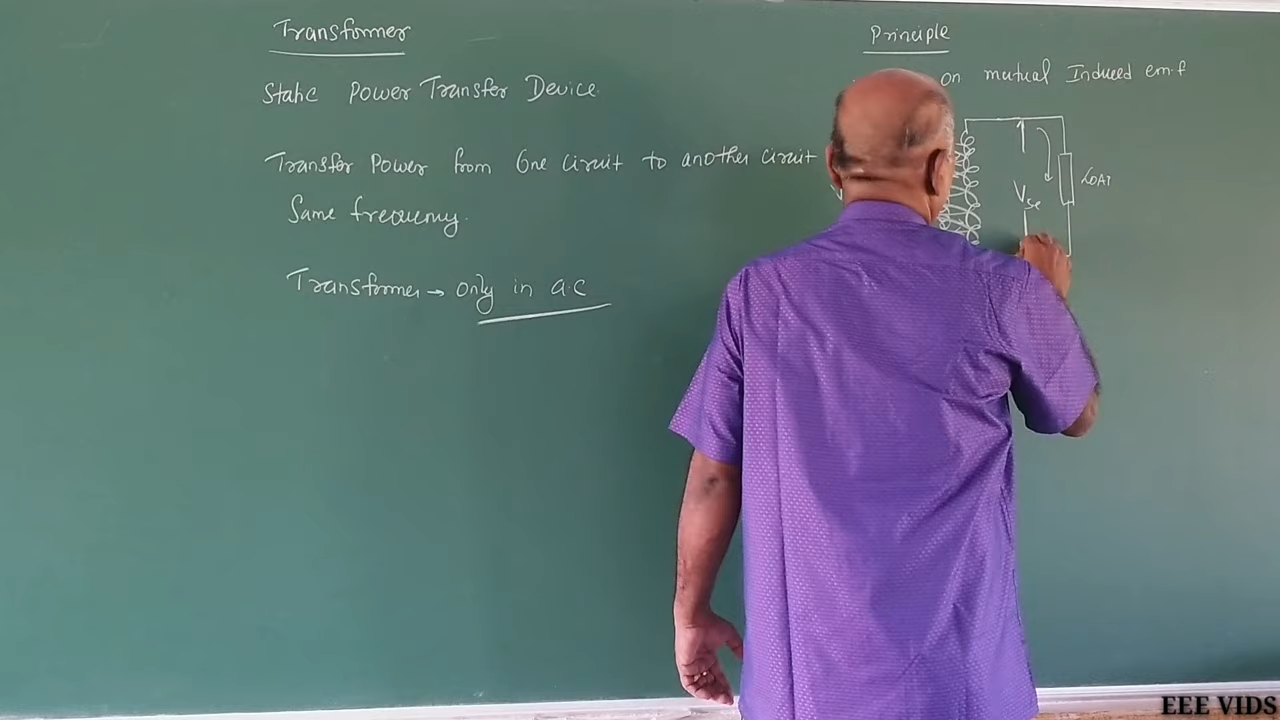 Transformer
Static Power Transfer Device.
Transfer Power from One Circuit to another Circuit
Same frequency.
Transformer → Only in a.c
Principle
on mutual Induced em.f
VSe
LOAD
EEE VIDS